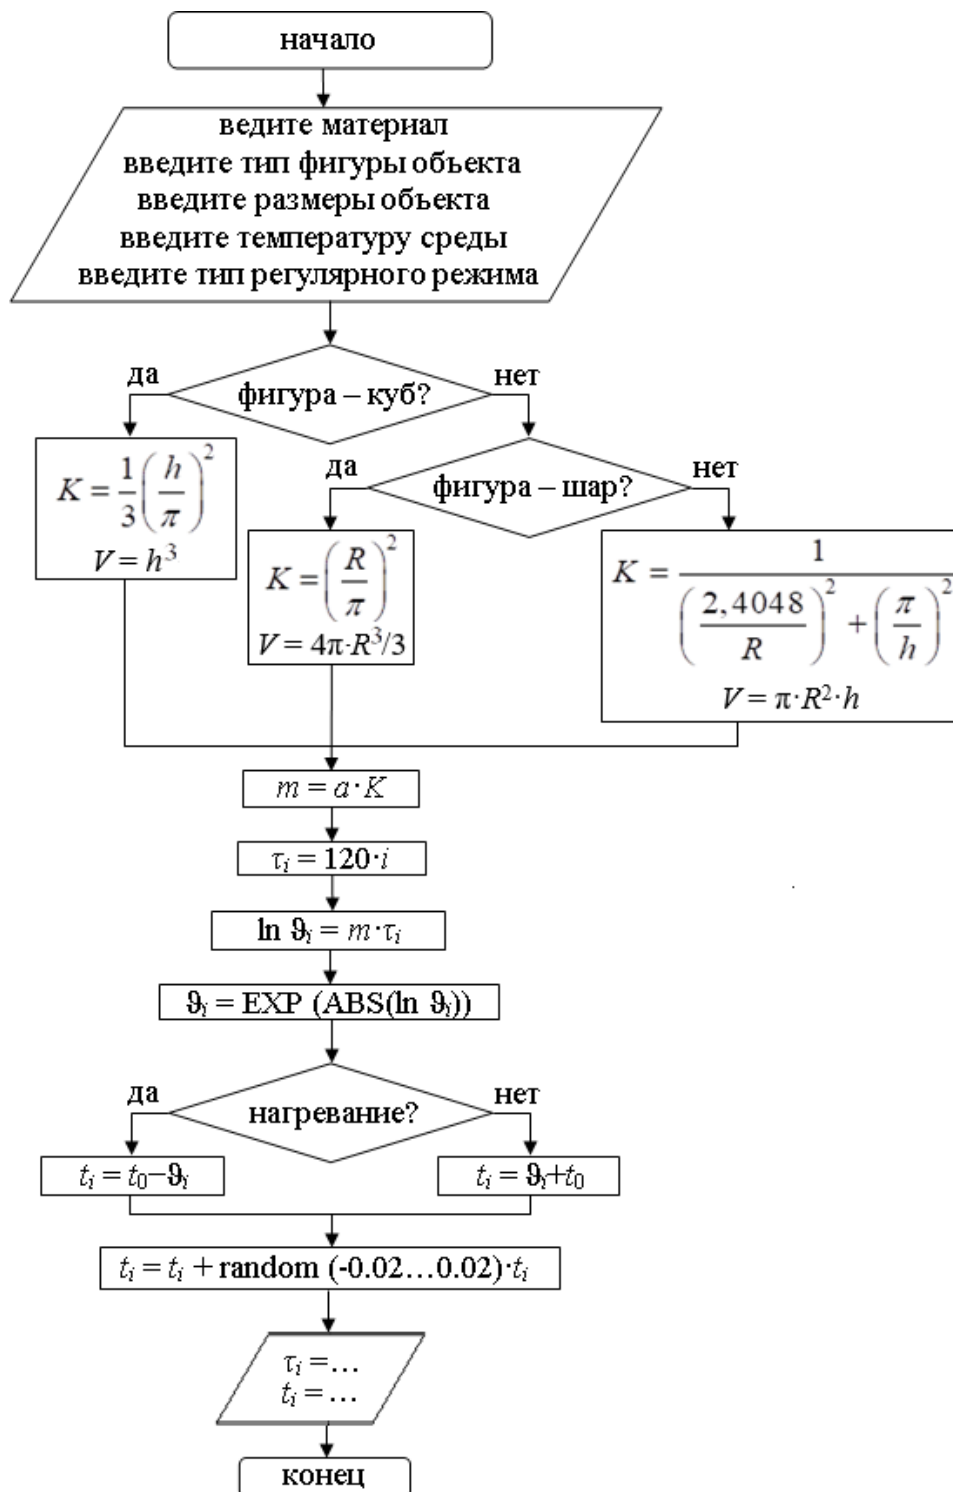 начало
ведите материал
введите тип фигуры объекта
введите размеры объекта
введите температуру среды
введите тип регулярного режима
да
фигура – куб?
нет
K = 1/3 (h/π)²
V = h³
да
фигура – шар?
нет
K = (R/π)²
V = 4π·R³/3
K = 1/((2,4048/R)² + (π/h)²)
V = π·R²·h
m = a·K
τᵢ = 120·i
ln ϑᵢ = m·τᵢ
ϑᵢ = EXP (ABS(ln ϑᵢ))
да
нагревание?
нет
tᵢ = t₀−ϑᵢ
tᵢ = ϑᵢ+t₀
tᵢ = tᵢ + random (-0.02…0.02)·tᵢ
τᵢ =…
tᵢ = …
конец